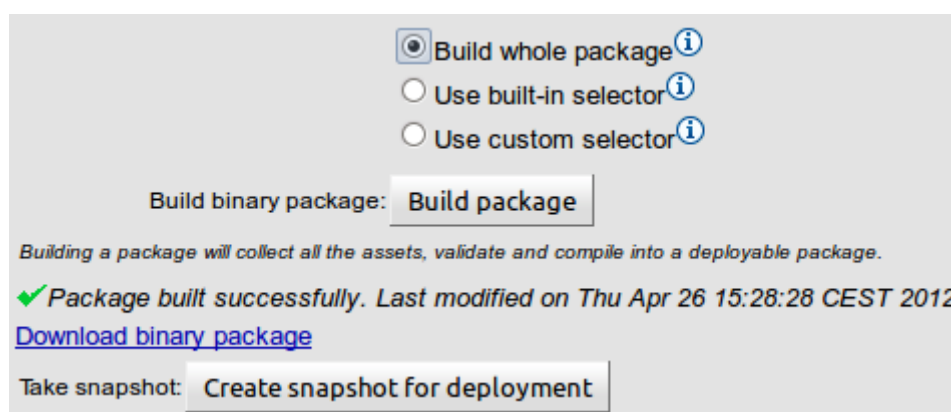 Build whole package
Use built-in selector
Use custom selector
Build binary package: Build package
Building a package will collect all the assets, validate and compile into a deployable package.
Package built successfully. Last modified on Thu Apr 26 15:28:28 CEST 2012
Download binary package
Take snapshot: Create snapshot for deployment